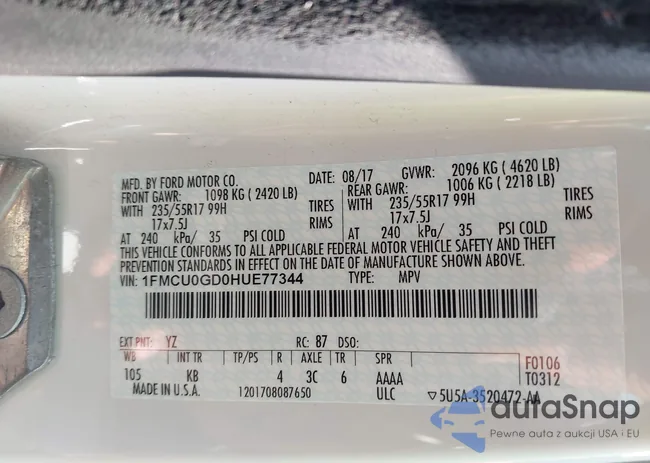 MFD. BY FORD MOTOR CO. DATE: 08/17 GVWR: 2096 KG ( 4620 LB)
FRONT GAWR: 1098 KG ( 2420 LB) REAR GAWR: 1006 KG ( 2218 LB)
WITH 235/55R17 99H TIRES WITH 235/55R17 99H TIRES
17x7.5J RIMS 17x7.5J RIMS
AT 240 kPa/ 35 PSI COLD AT 240 kPa/ 35 PSI COLD
THIS VEHICLE CONFORMS TO ALL APPLICABLE FEDERAL MOTOR VEHICLE SAFETY AND THEFT
PREVENTION STANDARDS IN EFFECT ON THE DATE OF MANUFACTURE SHOWN ABOVE.
VIN: 1FMCU0GD0HUE77344 TYPE: MPV
EXT PNT: YZ RC: 87 DSO:
WB INT TR TP/PS R AXLE TR SPR F0106
105 KB 4 3C 6 AAAA T0312
MADE IN U.S.A. 1201708087650 ULC ▽5U5A-3520472-AA
autaSnap
Pewne auta z aukcji USA i EU